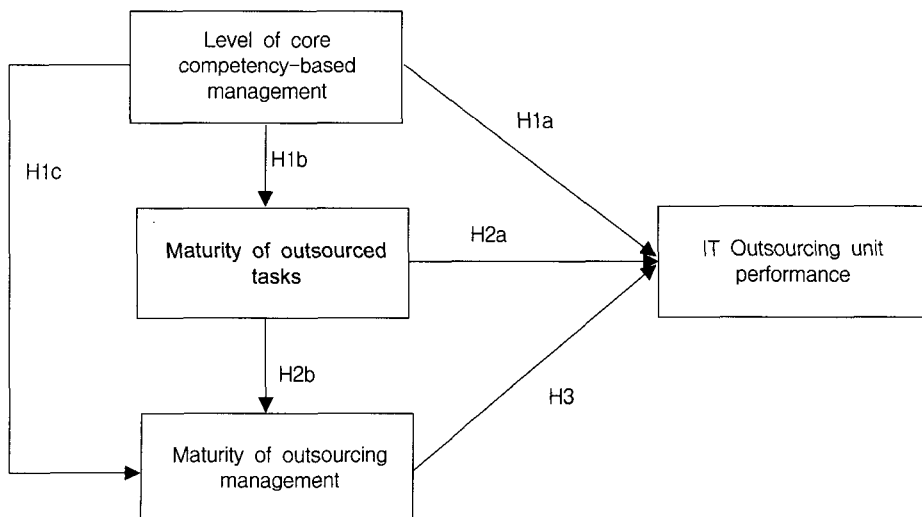 Level of core
competency-based
management
H1a
H1b
H1c
Maturity of outsourced
tasks
H2a
IT Outsourcing unit
performance
H2b
H3
Maturity of outsourcing
management